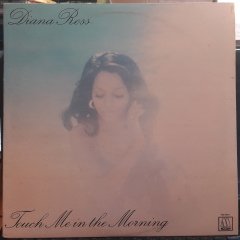 Diana Ross
Touch Me in the Morning